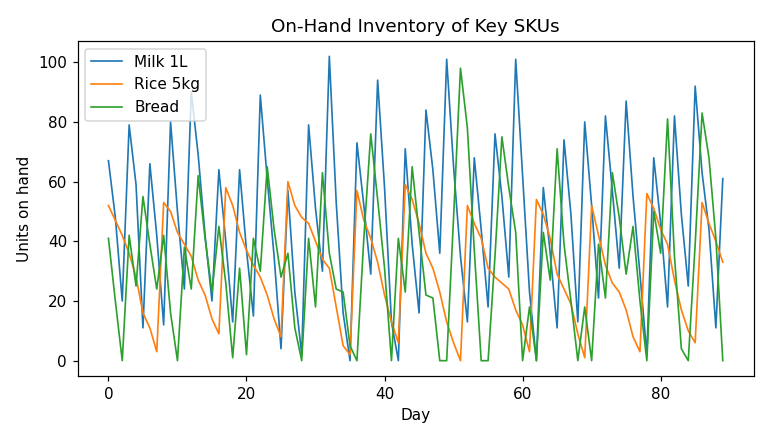 On-Hand Inventory of Key SKUs
Milk 1L
Rice 5kg
Bread
Units on hand
100
80
60
40
20
0
0 20 40 60 80
Day